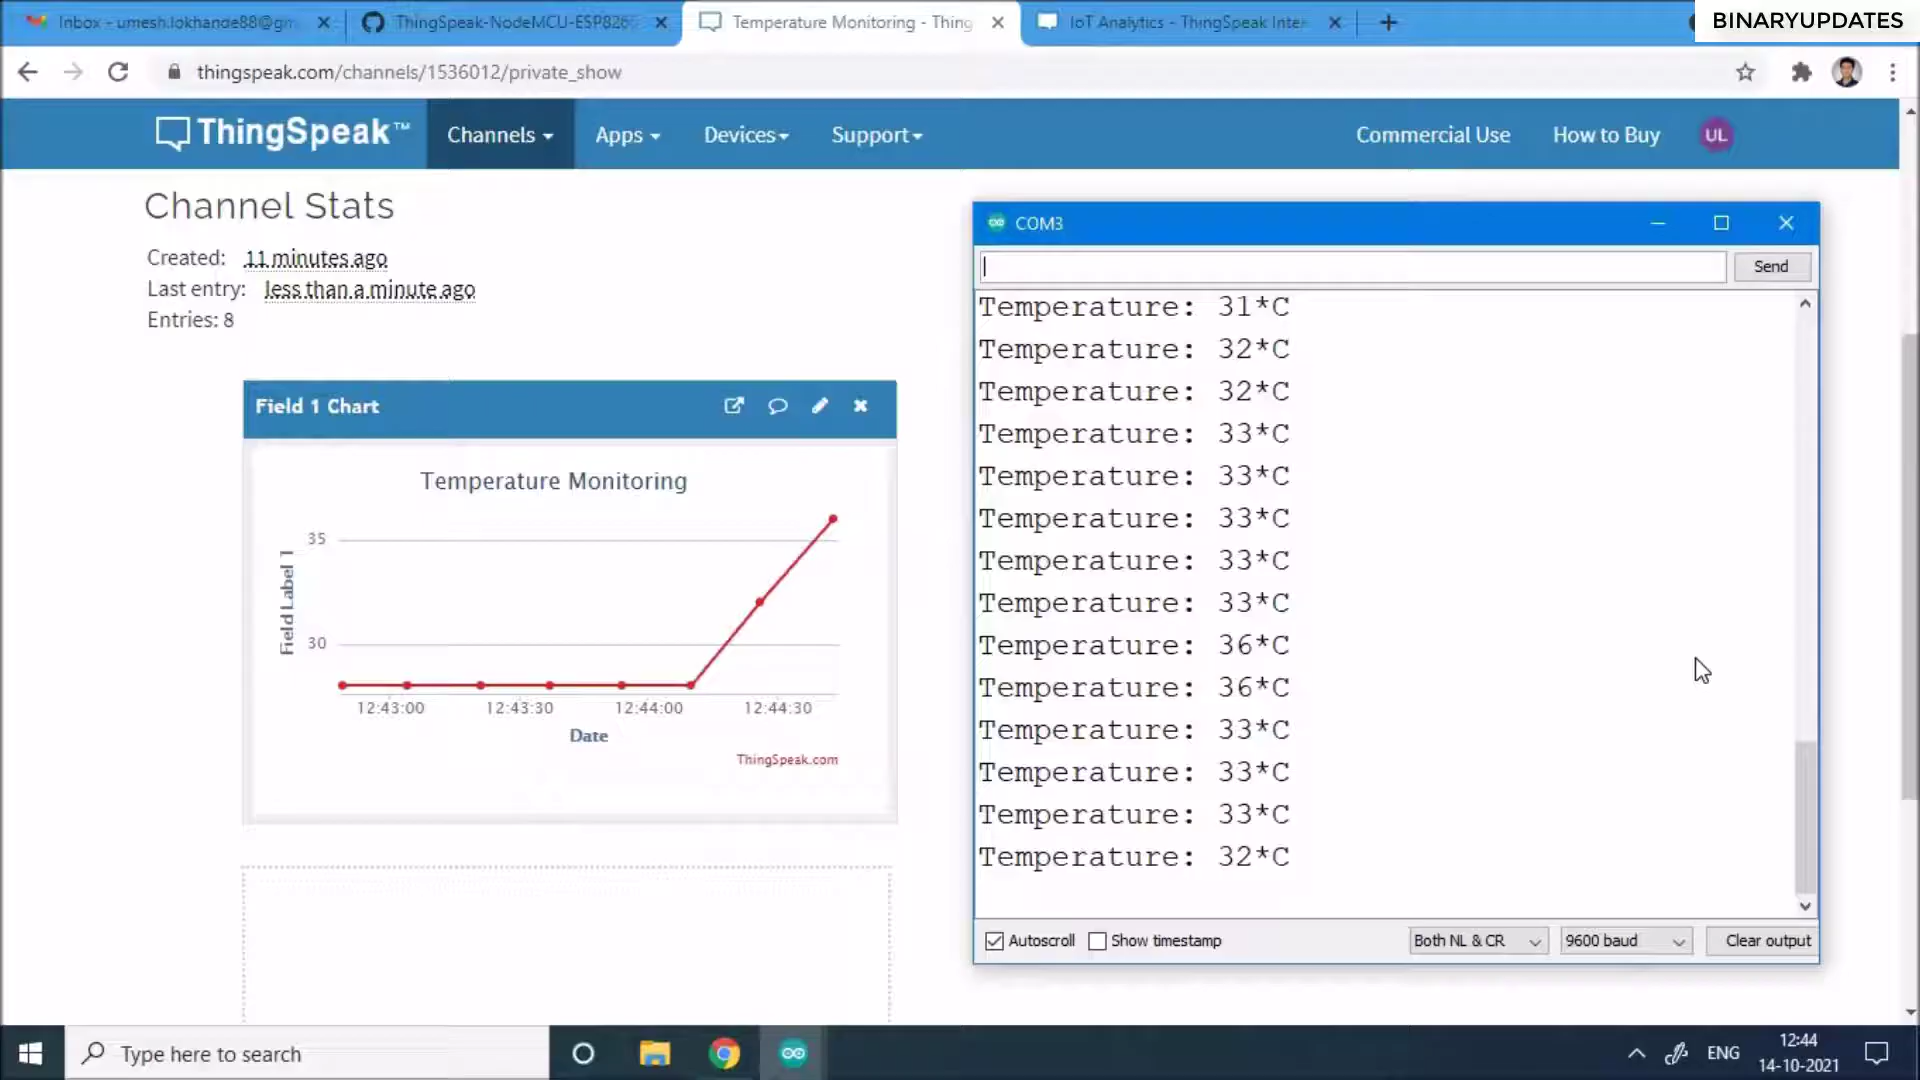 BINARYUPDATES
Inbox - umesh.lokhande88@gm
ThingSpeak-NodeMCU-ESP826
Temperature Monitoring - Thing
IoT Analytics - ThingSpeak Inter
thingspeak.com/channels/1536012/private_show
ThingSpeak™
Channels
Apps
Devices
Support
Commercial Use
How to Buy
UL
Channel Stats
Created: 11 minutes ago
Last entry: less than a minute ago
Entries: 8
Field 1 Chart
Temperature Monitoring
Field Label 1
35
30
12:43:00
12:43:30
12:44:00
12:44:30
Date
ThingSpeak.com
COM3
Send
Temperature: 31*C
Temperature: 32*C
Temperature: 32*C
Temperature: 33*C
Temperature: 33*C
Temperature: 33*C
Temperature: 33*C
Temperature: 33*C
Temperature: 36*C
Temperature: 36*C
Temperature: 33*C
Temperature: 33*C
Temperature: 33*C
Temperature: 32*C
Autoscroll
Show timestamp
Both NL & CR
9600 baud
Clear output
Type here to search
ENG
12:44
14-10-2021